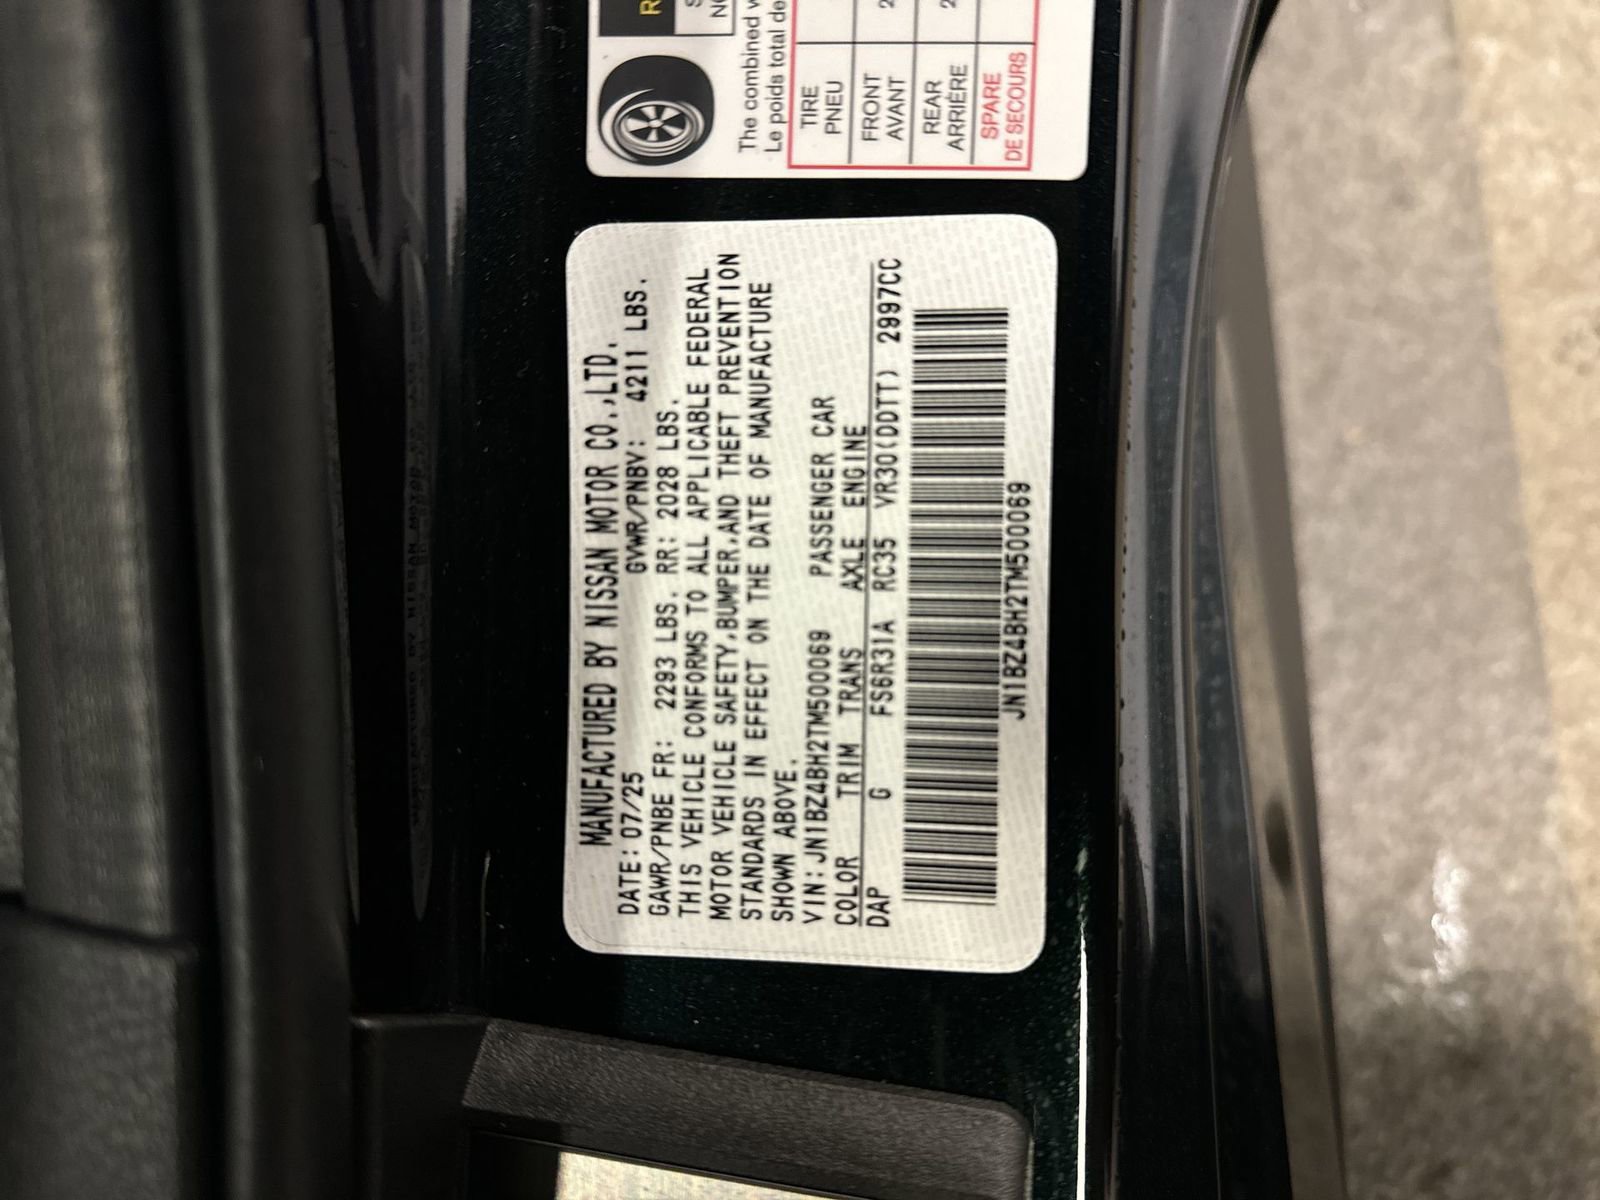 The combined
Le poids total de
TIRE
PNEU
FRONT
AVANT
REAR
ARRIÈRE
SPARE
DE SECOURS
MANUFACTURED BY NISSAN MOTOR CO.,LTD.
DATE: 07/25 GVWR/PNBV: 4211 LBS.
GAWR/PNBE FR: 2293 LBS. RR: 2028 LBS.
THIS VEHICLE CONFORMS TO ALL APPLICABLE FEDERAL
MOTOR VEHICLE SAFETY,BUMPER,AND THEFT PREVENTION
STANDARDS IN EFFECT ON THE DATE OF MANUFACTURE
SHOWN ABOVE.
VIN:JN1BZ4BH2TM500069 PASSENGER CAR
COLOR TRIM TRANS AXLE ENGINE
DAP G FS6R31A RC35 VR30(DDTT) 2997CC
JN1BZ4BH2TM500069